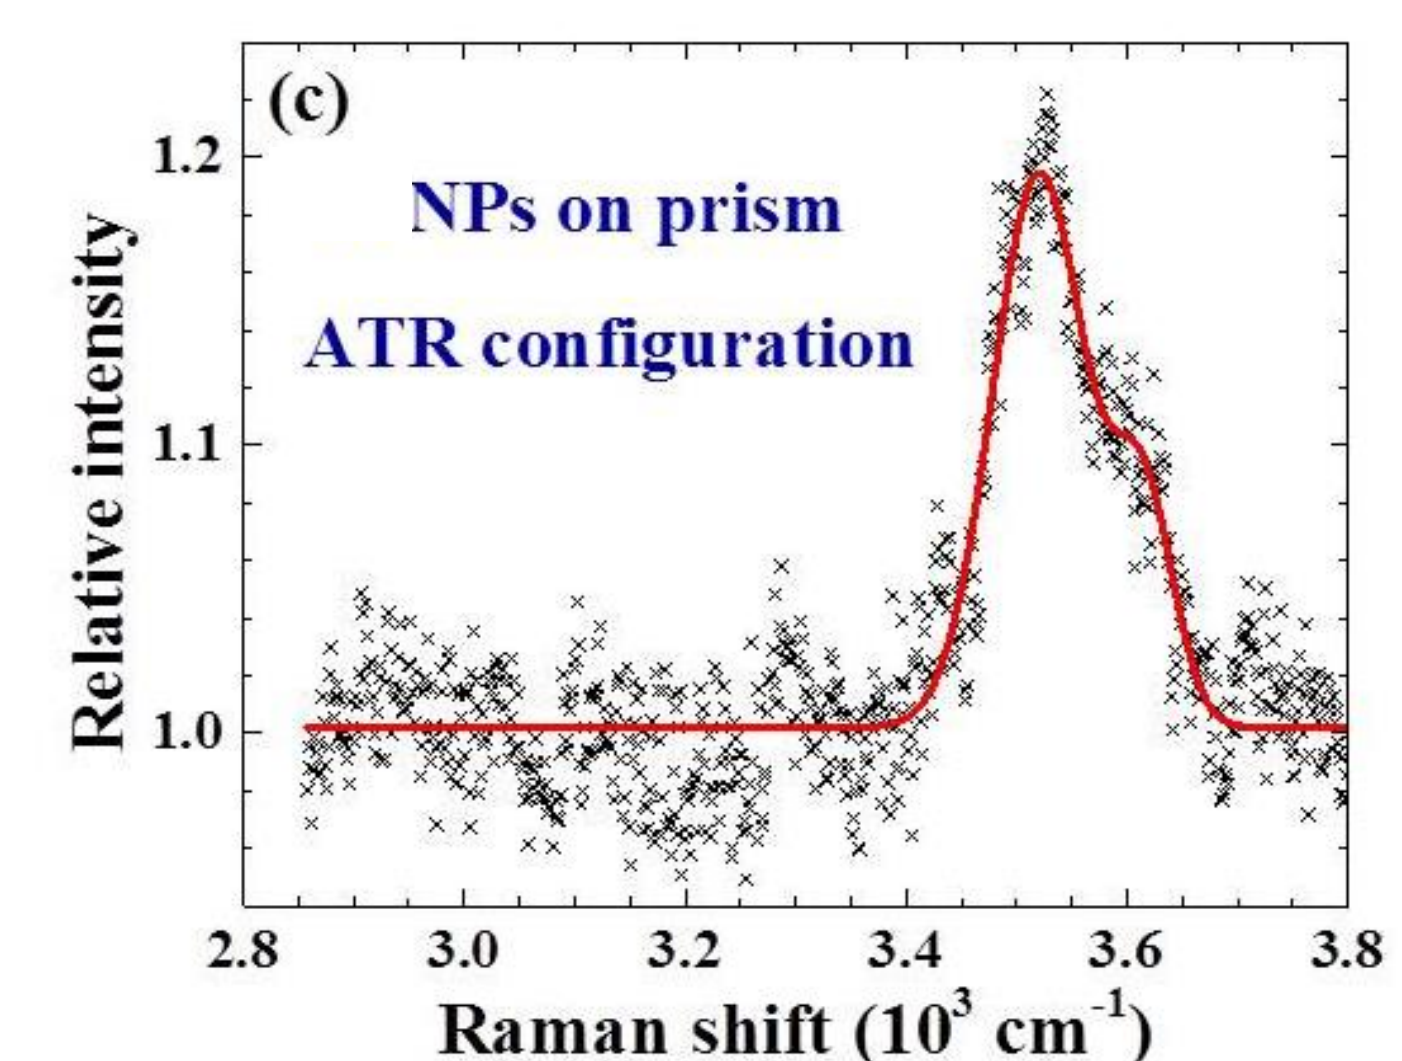 (c)
NPs on prism
ATR configuration
Relative intensity
1.2
1.1
1.0
2.8 3.0 3.2 3.4 3.6 3.8
Raman shift (10³ cm⁻¹)